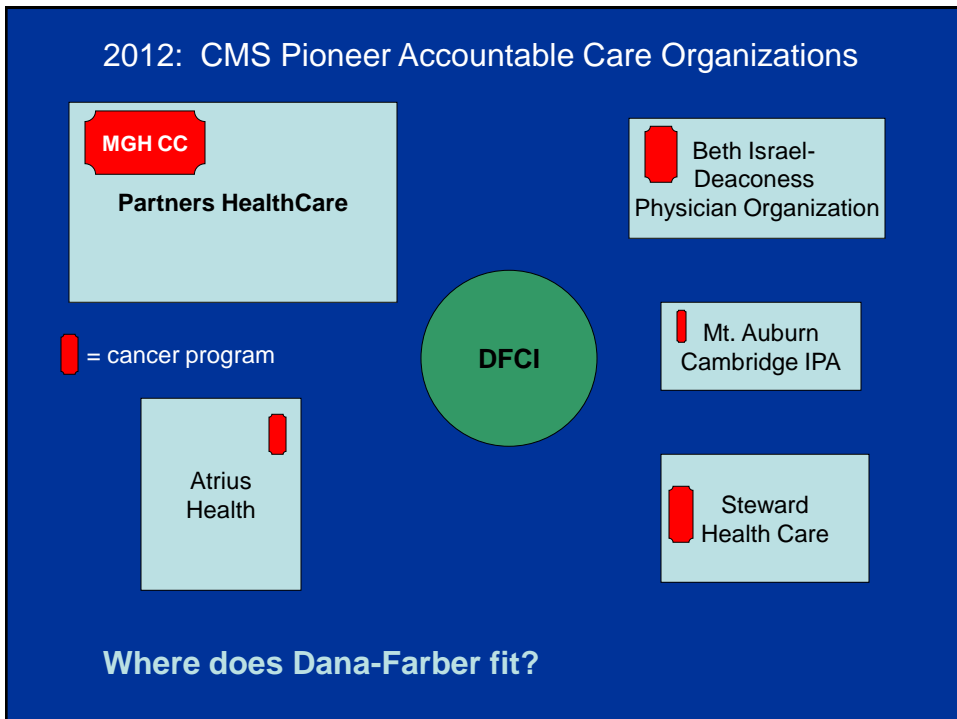 2012: CMS Pioneer Accountable Care Organizations
MGH CC
Partners HealthCare
Beth Israel-
Deaconess
Physician Organization
= cancer program
DFCI
Mt. Auburn
Cambridge IPA
Atrius
Health
Steward
Health Care
Where does Dana-Farber fit?